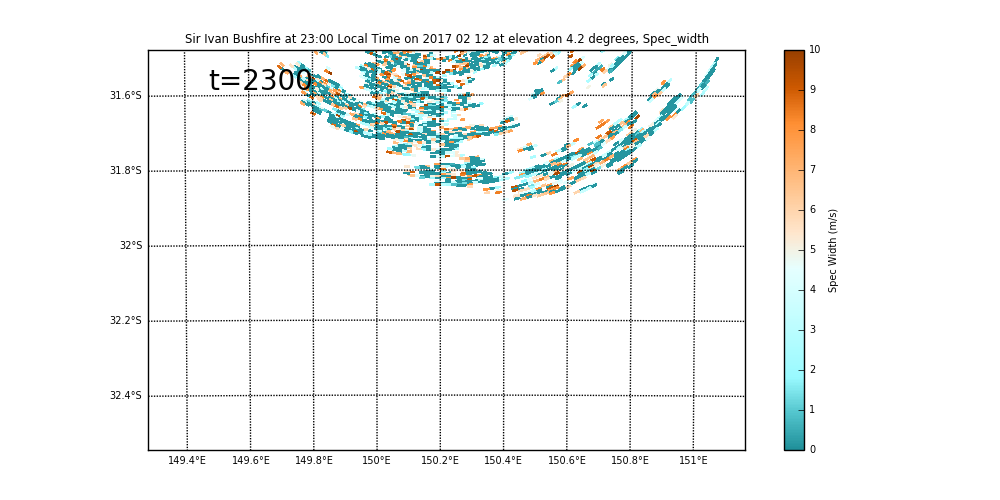 Sir Ivan Bushfire at 23:00 Local Time on 2017 02 12 at elevation 4.2 degrees, Spec_width
t=2300
31.6°S
31.8°S
32°S
32.2°S
32.4°S
149.4°E 149.6°E 149.8°E 150°E 150.2°E 150.4°E 150.6°E 150.8°E 151°E
10
9
8
7
6
5
4
3
2
1
0
Spec Width (m/s)